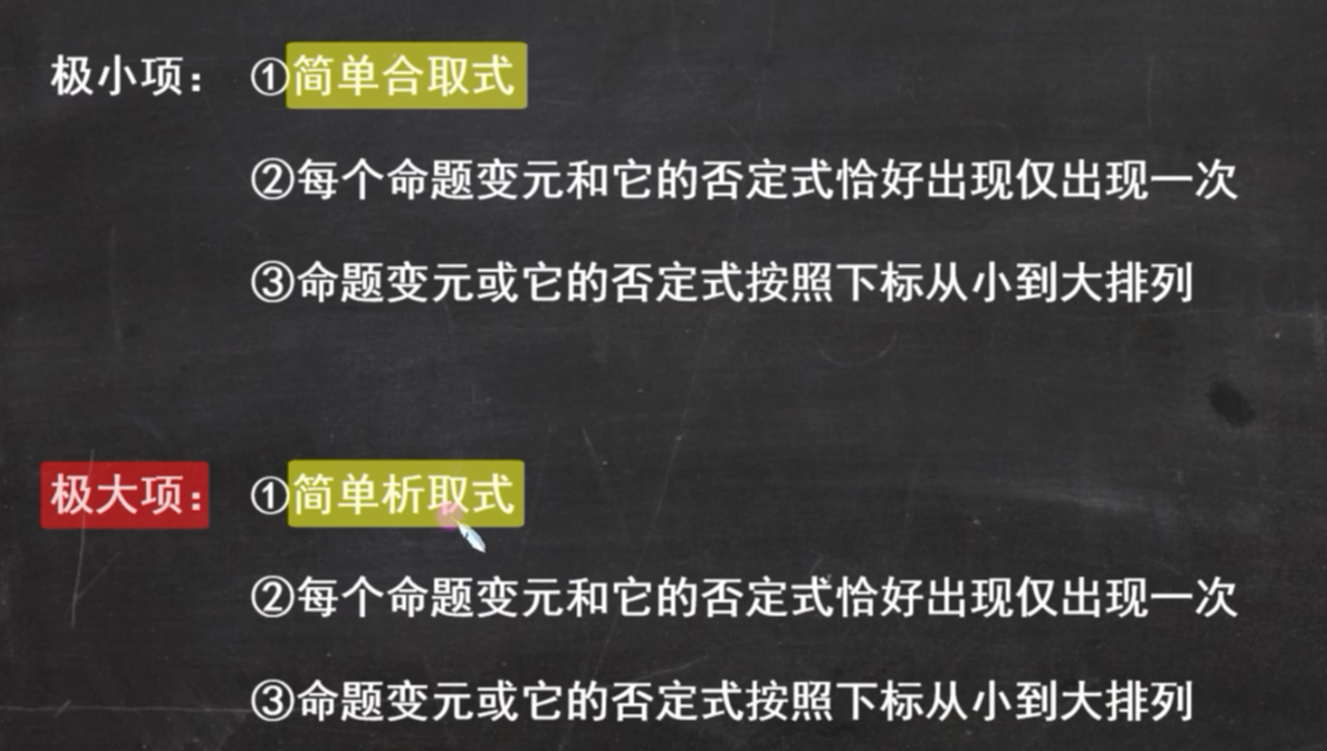 极小项: ①简单合取式
②每个命题变元和它的否定式恰好出现仅出现一次
③命题变元或它的否定式按照下标从小到大排列
极大项: ①简单析取式
②每个命题变元和它的否定式恰好出现仅出现一次
③命题变元或它的否定式按照下标从小到大排列